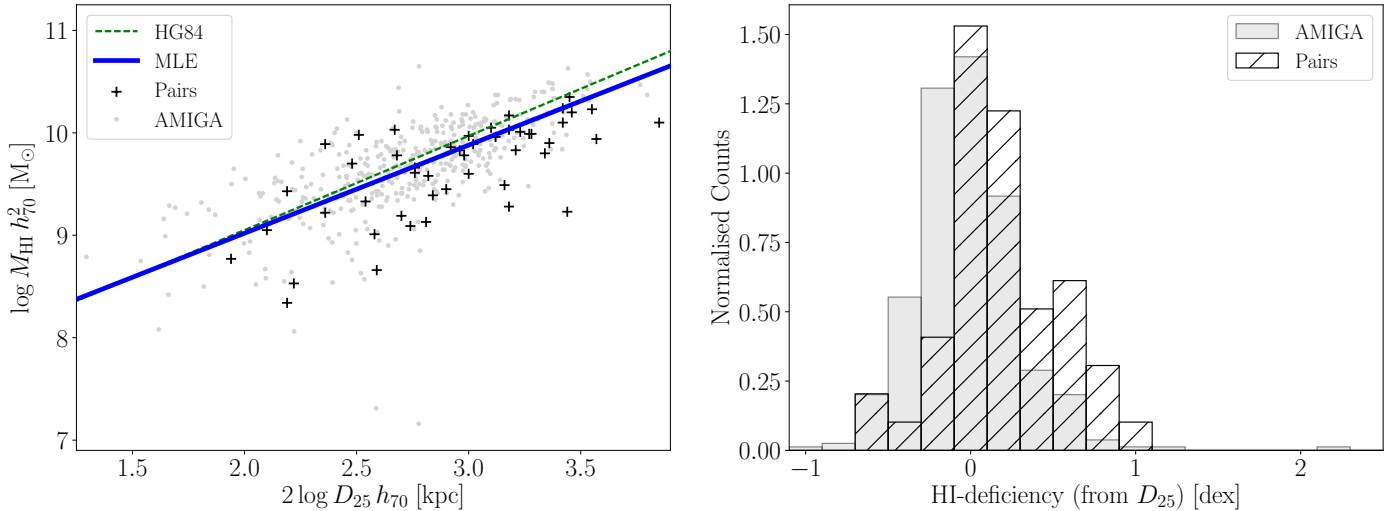 HG84
MLE
Pairs
AMIGA
11
10
9
8
7
log M_HI h_70^2 [M_⊙]
1.5 2.0 2.5 3.0 3.5
2 log D_25 h_70 [kpc]
AMIGA
Pairs
1.50
1.25
1.00
0.75
0.50
0.25
0.00
Normalised Counts
−1 0 1 2
HI-deficiency (from D_25) [dex]